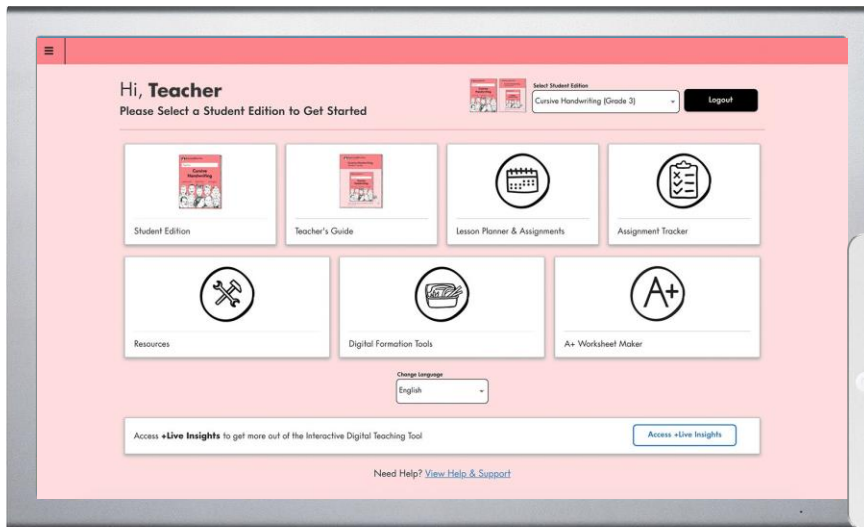 Hi, Teacher
Please Select a Student Edition to Get Started
Select Student Edition
Cursive Handwriting (Grade 3)
Logout
Cursive
Handwriting
Student Edition
Teacher's Guide
Lesson Planner & Assignments
Assignment Tracker
Resources
Digital Formation Tools
A+
A+ Worksheet Maker
Change Language
English
Access +Live Insights to get more out of the Interactive Digital Teaching Tool
Access +Live Insights
Need Help? View Help & Support